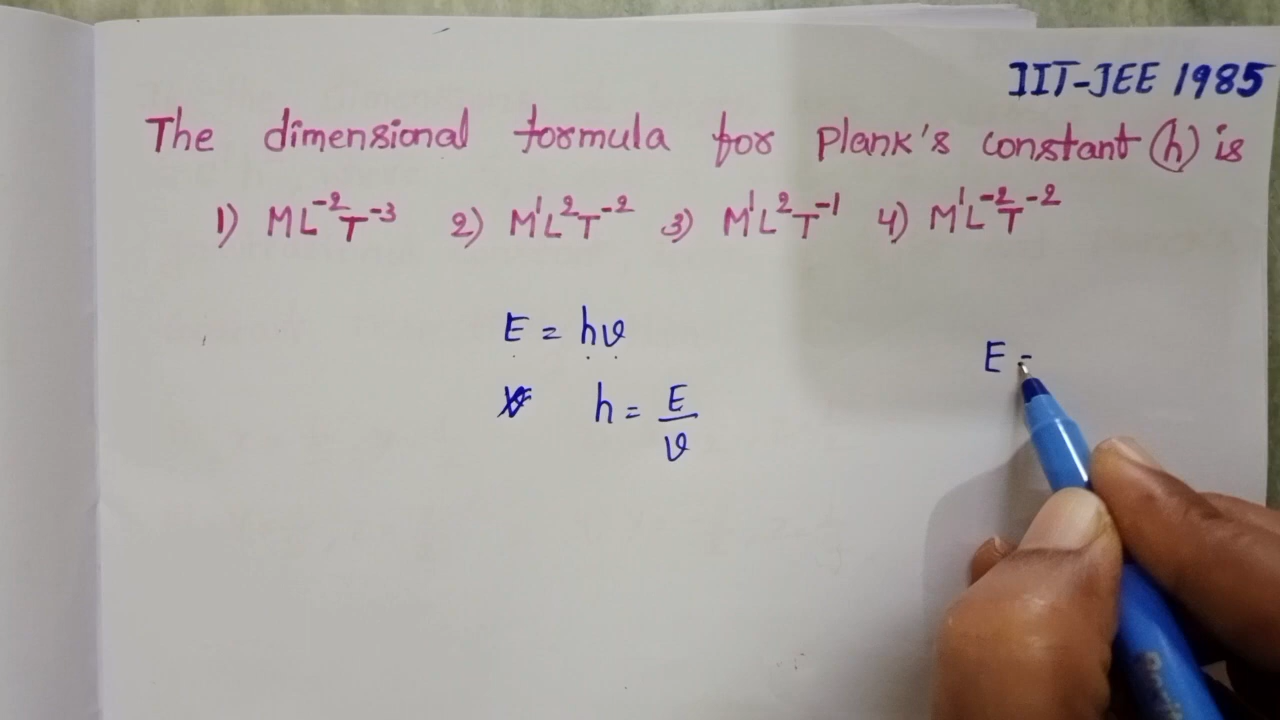 IIT-JEE 1985
The dimensional formula for Plank's constant (h) is
1) ML⁻²T⁻³ 2) M¹L²T⁻² 3) M¹L²T⁻¹ 4) M¹L⁻²T⁻²
E = hυ
E =
h = E/υ